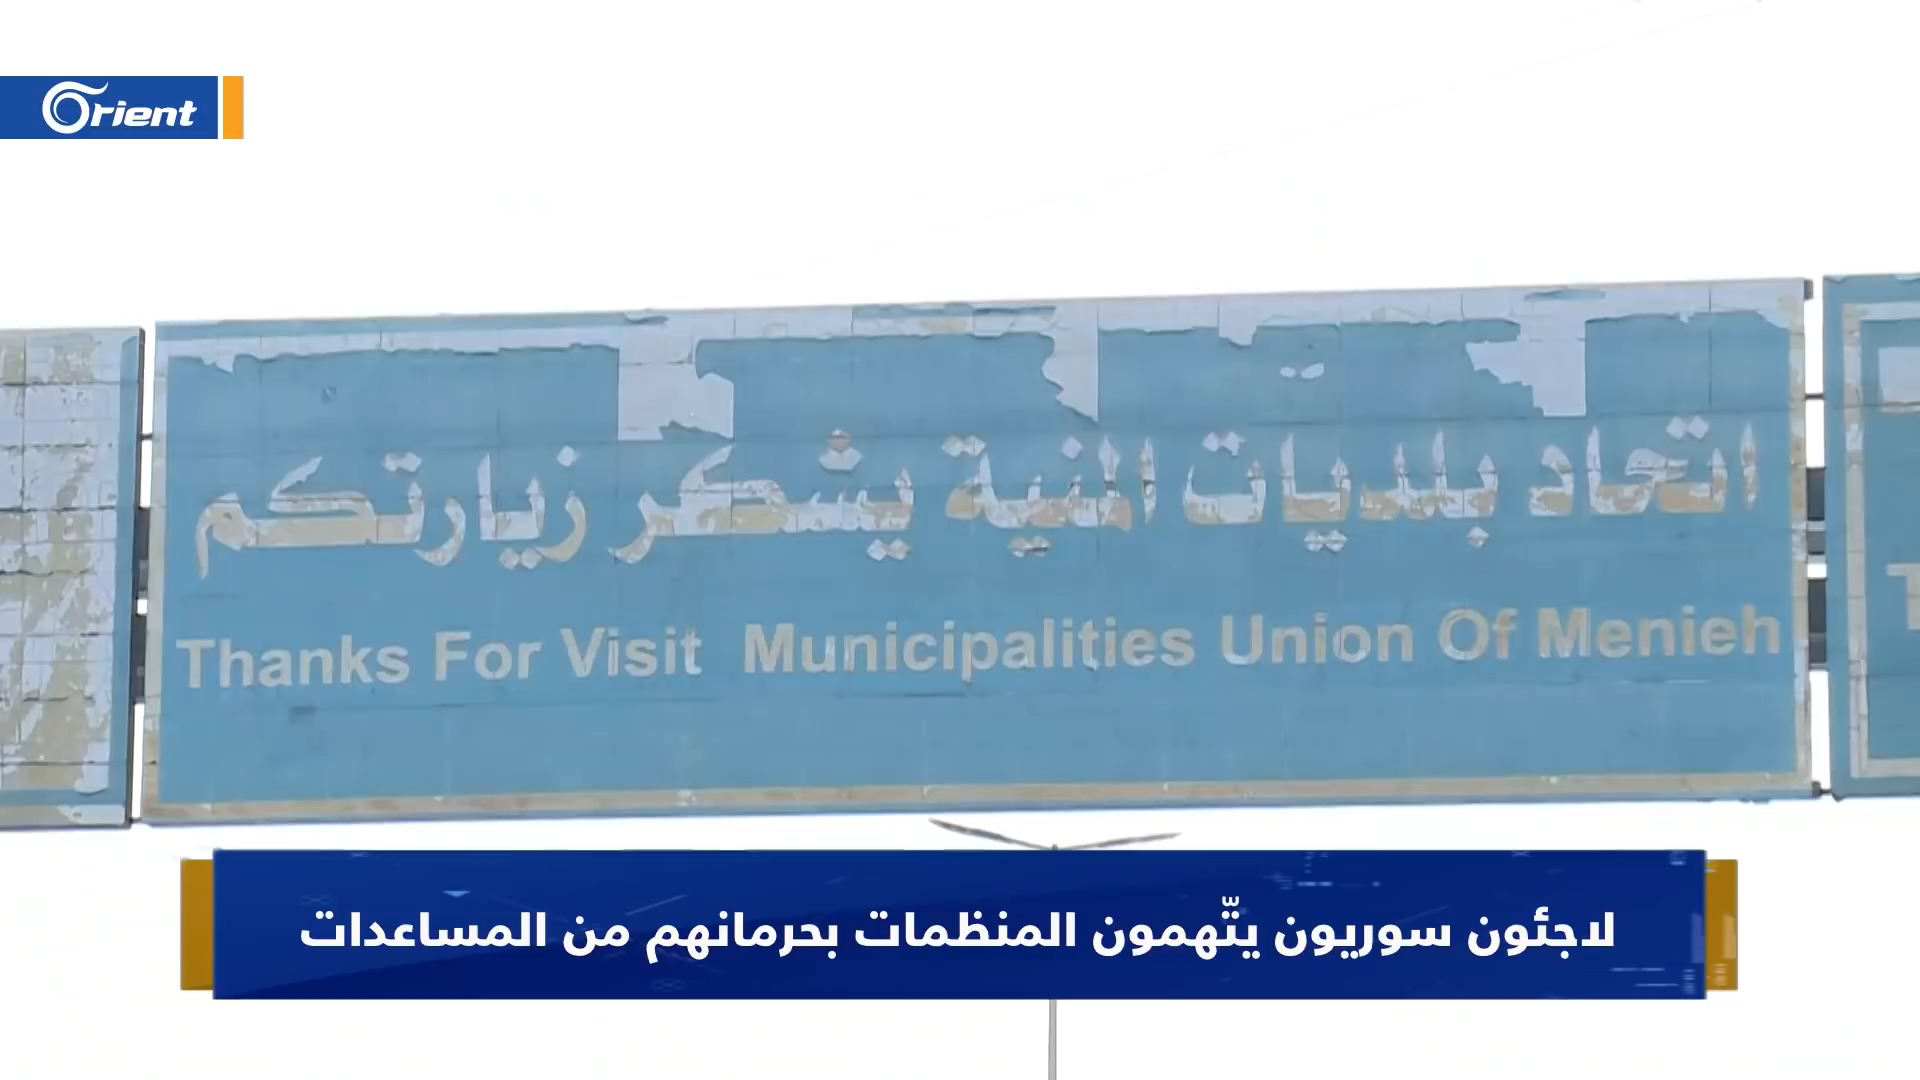 Orient
اتحاد بلديات المنية يشكر زيارتكم
Thanks For Visit Municipalities Union Of Menieh
لاجئون سوريون يتّهمون المنظمات بحرمانهم من المساعدات